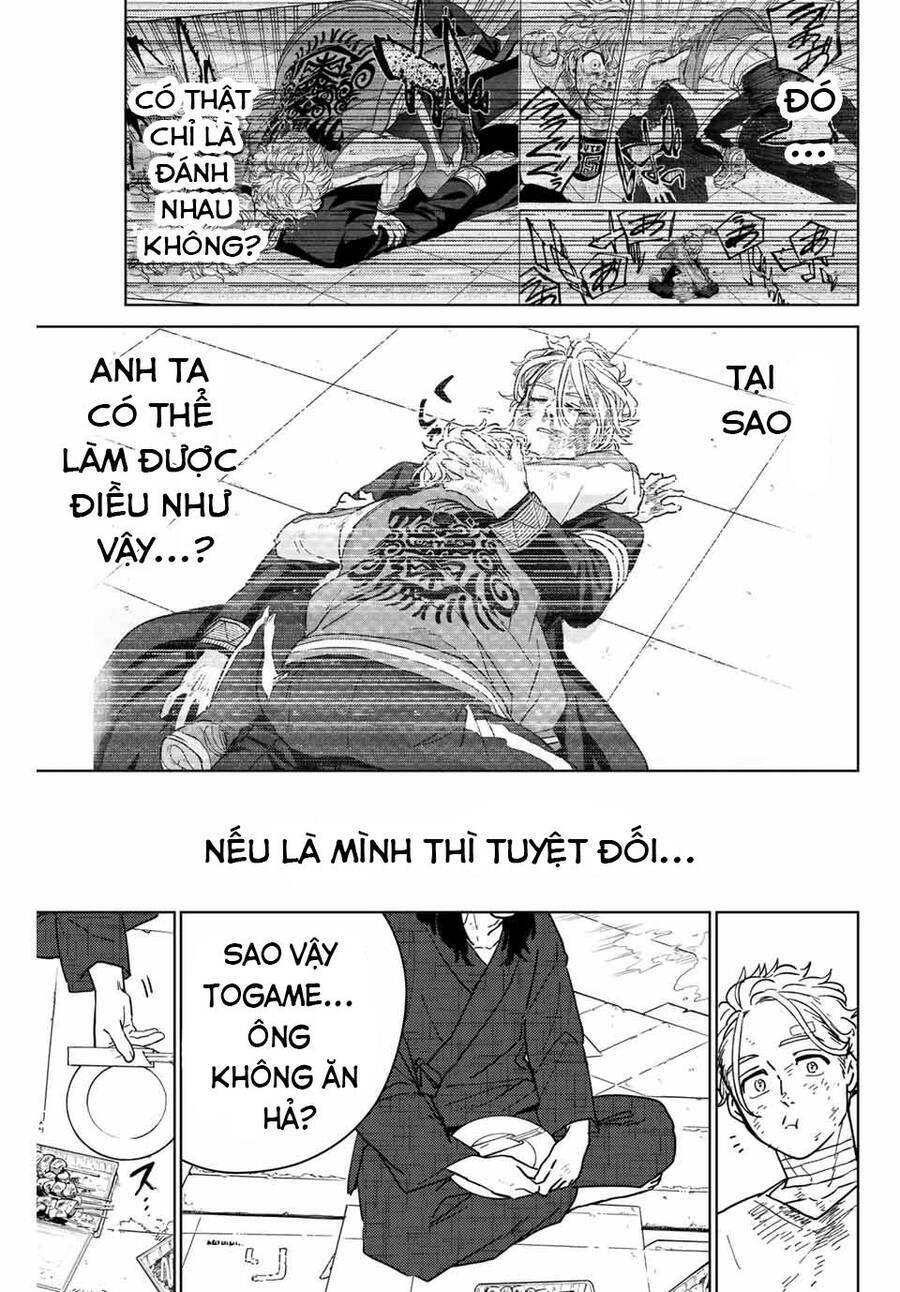 ĐÓ
...
CÓ THẬT
CHỈ LÀ
ĐÁNH
NHAU
KHÔNG?
TẠI
SAO
ANH TA
CÓ THỂ
LÀM ĐƯỢC
ĐIỀU NHƯ
VẬY...?
NẾU LÀ MÌNH THÌ TUYỆT ĐỐI...
SAO VẬY
TOGAME...
ÔNG
KHÔNG ĂN
HẢ?